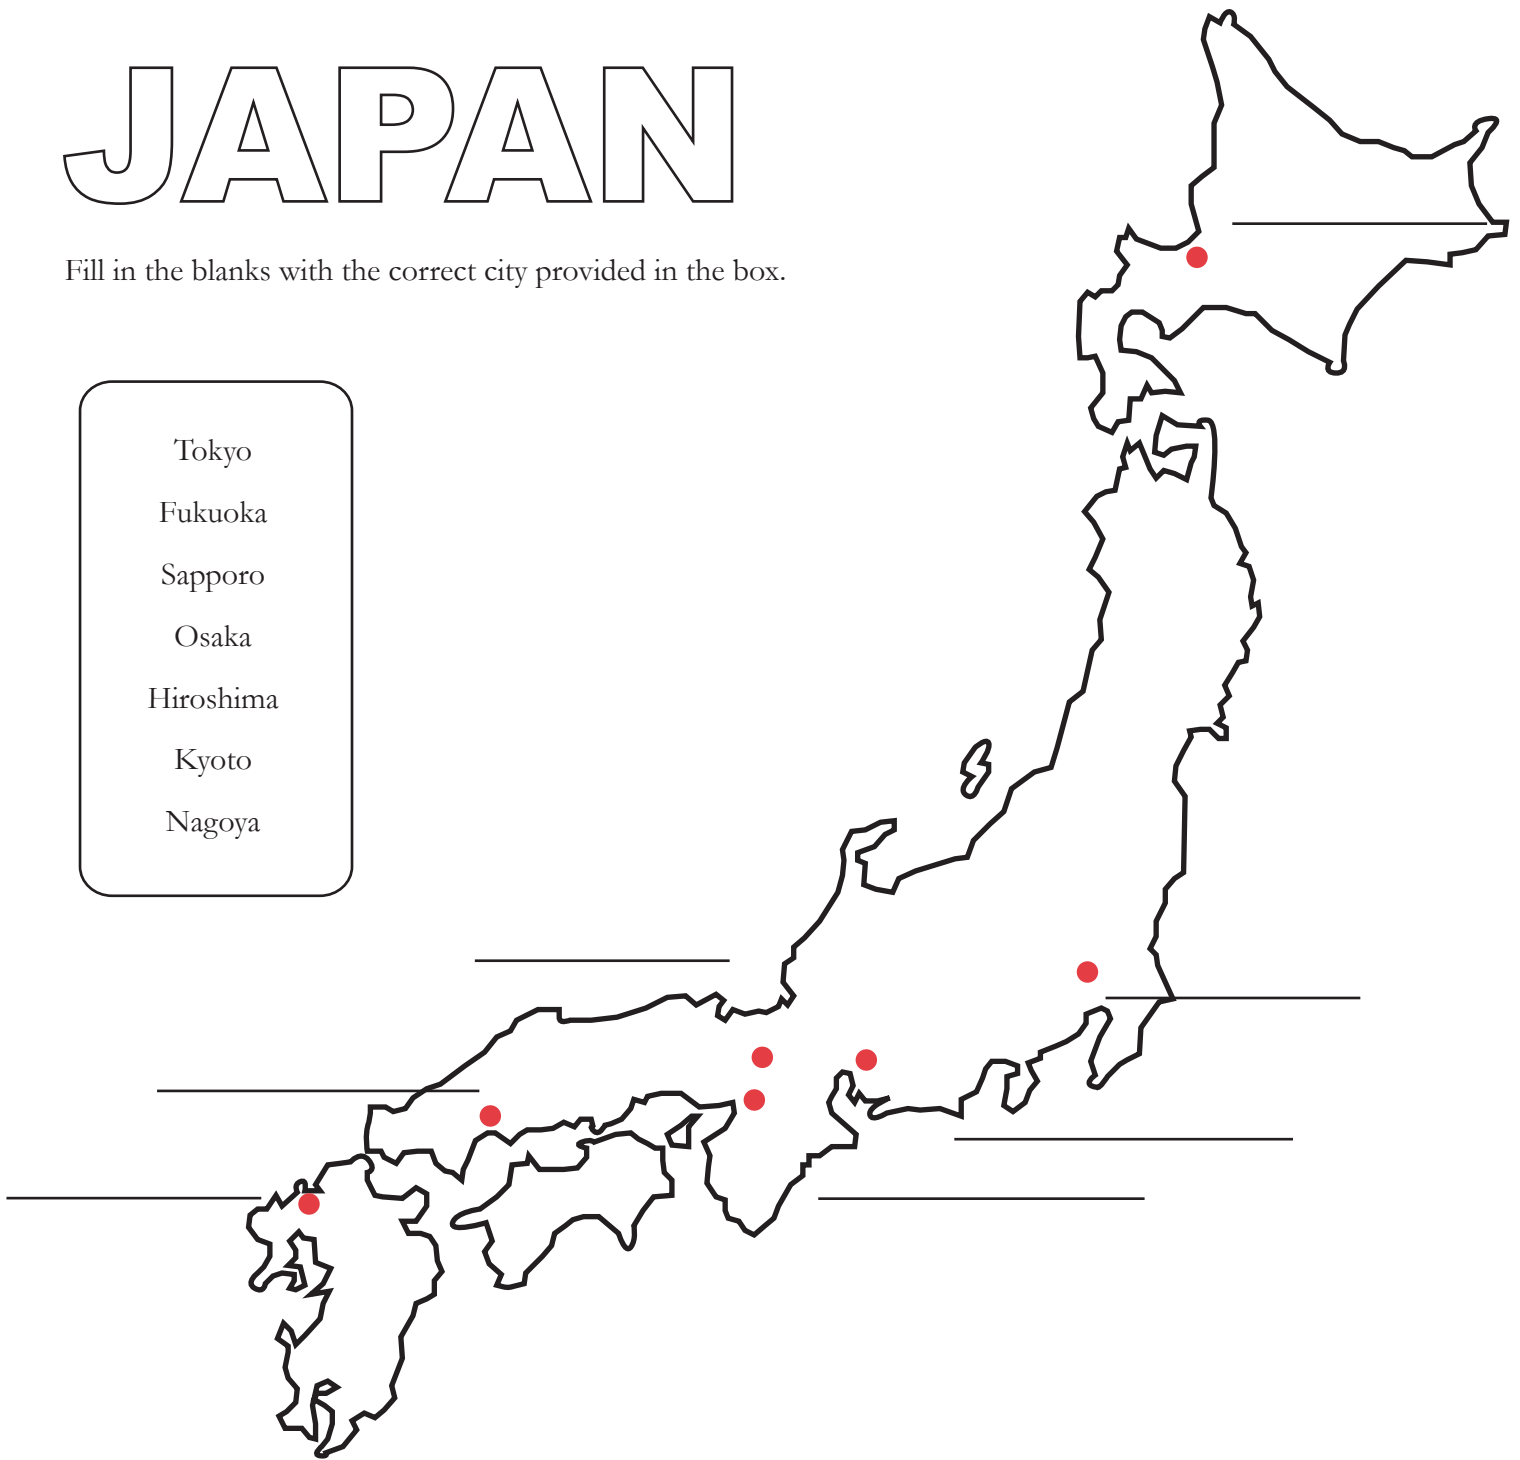 JAPAN
Fill in the blanks with the correct city provided in the box.
Tokyo
Fukuoka
Sapporo
Osaka
Hiroshima
Kyoto
Nagoya